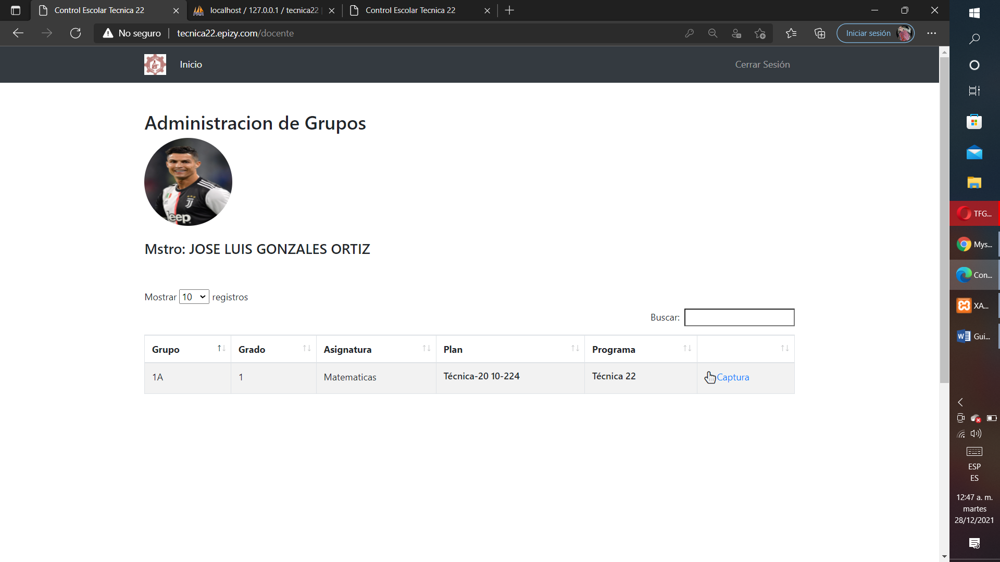 Control Escolar Tecnica 22
localhost / 127.0.0.1 / tecnica22
Control Escolar Tecnica 22
No seguro
tecnica22.epizy.com/docente
Iniciar sesión
Inicio
Cerrar Sesión
Administracion de Grupos
Jeep
Mstro: JOSE LUIS GONZALES ORTIZ
Mostrar 10 registros
Buscar:
Grupo Grado Asignatura Plan Programa
1A 1 Matematicas Técnica-20 10-224 Técnica 22 Captura
TFG...
Mys...
Con...
XA...
Gui...
ESP
ES
12:47 a. m.
martes
28/12/2021